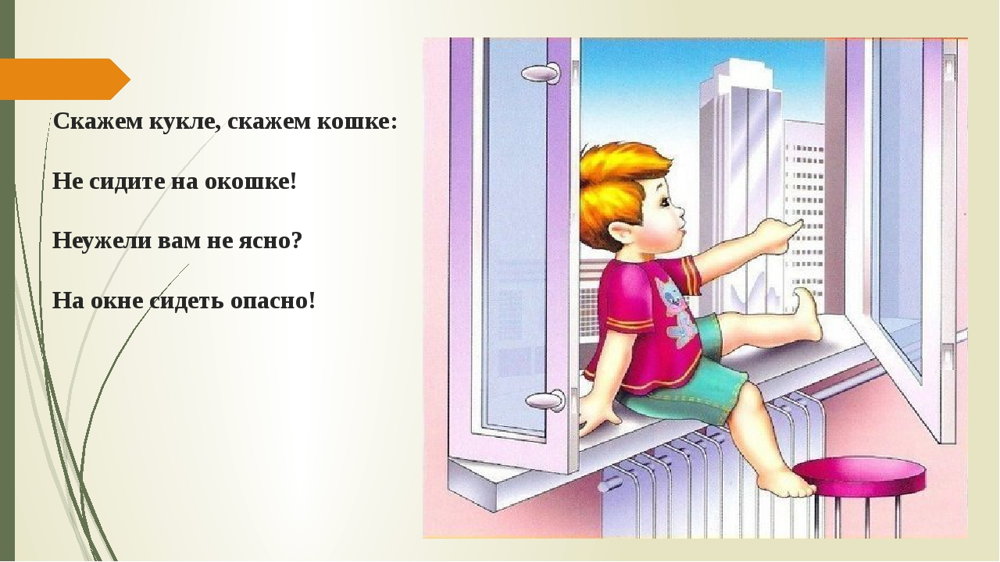 Скажем кукле, скажем кошке:
Не сидите на окошке!
Неужели вам не ясно?
На окне сидеть опасно!